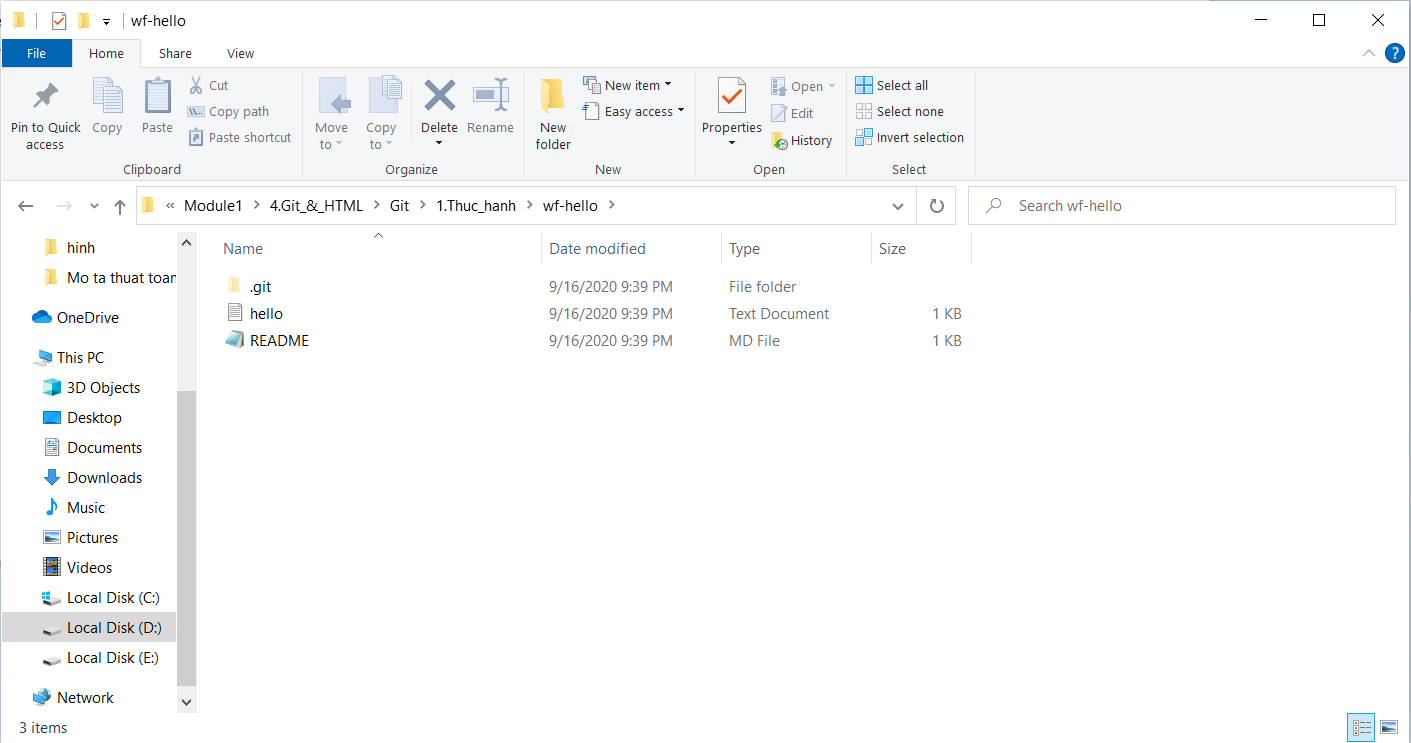 wf-hello
File Home Share View
Pin to Quick access
Copy
Paste
Cut
Copy path
Paste shortcut
Clipboard
Move to
Copy to
Delete
Rename
Organize
New folder
New item
Easy access
New
Properties
Open
Edit
History
Open
Select all
Select none
Invert selection
Select
« Module1 > 4.Git_&_HTML > Git > 1.Thuc_hanh > wf-hello >
Search wf-hello
hinh
Mo ta thuat toan
OneDrive
This PC
3D Objects
Desktop
Documents
Downloads
Music
Pictures
Videos
Local Disk (C:)
Local Disk (D:)
Local Disk (E:)
Network
Name Date modified Type Size
.git 9/16/2020 9:39 PM File folder
hello 9/16/2020 9:39 PM Text Document 1 KB
README 9/16/2020 9:39 PM MD File 1 KB
3 items